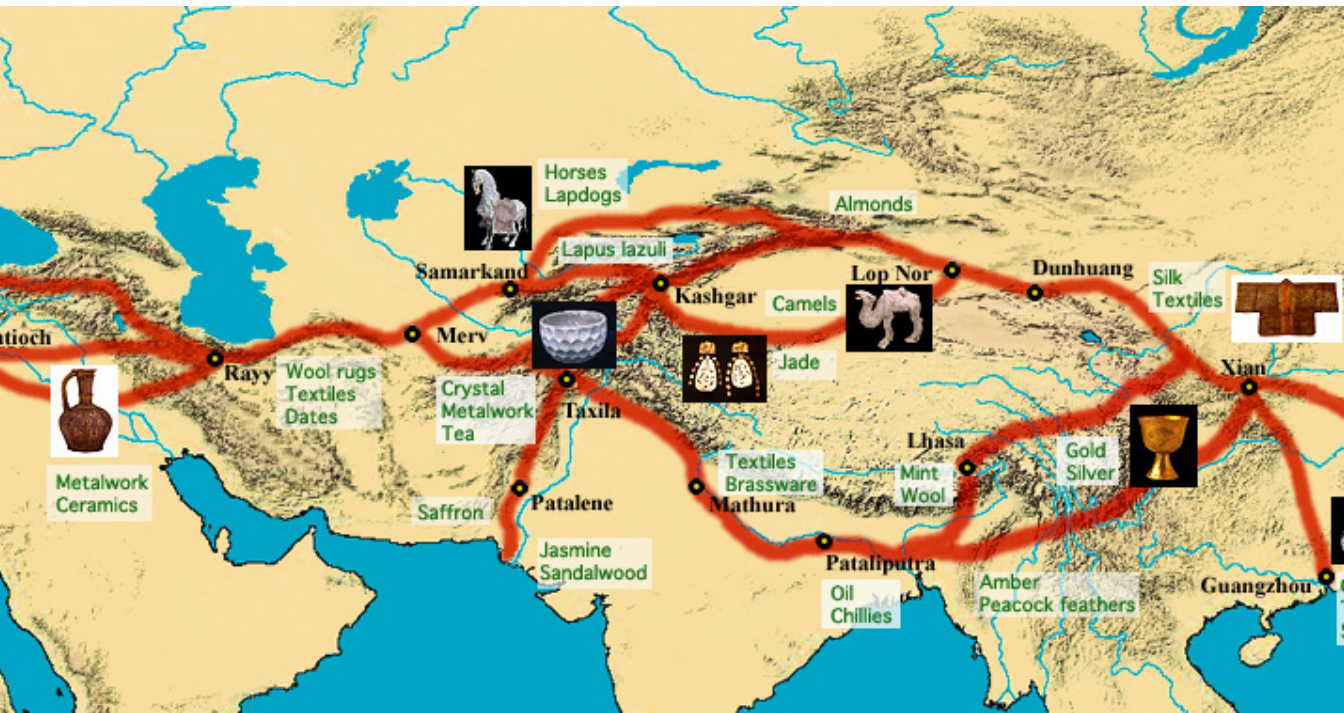 Horses
Lapdogs
Almonds
Lapus lazuli
Samarkand
Lop Nor
Dunhuang
Silk
Textiles
Kashgar
Camels
Merv
tioch
Rayy
Wool rugs
Textiles
Dates
Crystal
Metalwork
Tea
Taxila
Jade
Xian
Lhasa
Gold
Silver
Mint
Wool
Textiles
Brassware
Mathura
Metalwork
Ceramics
Saffron
Patalene
Jasmine
Sandalwood
Pataliputra
Oil
Chillies
Amber
Peacock feathers
Guangzhou